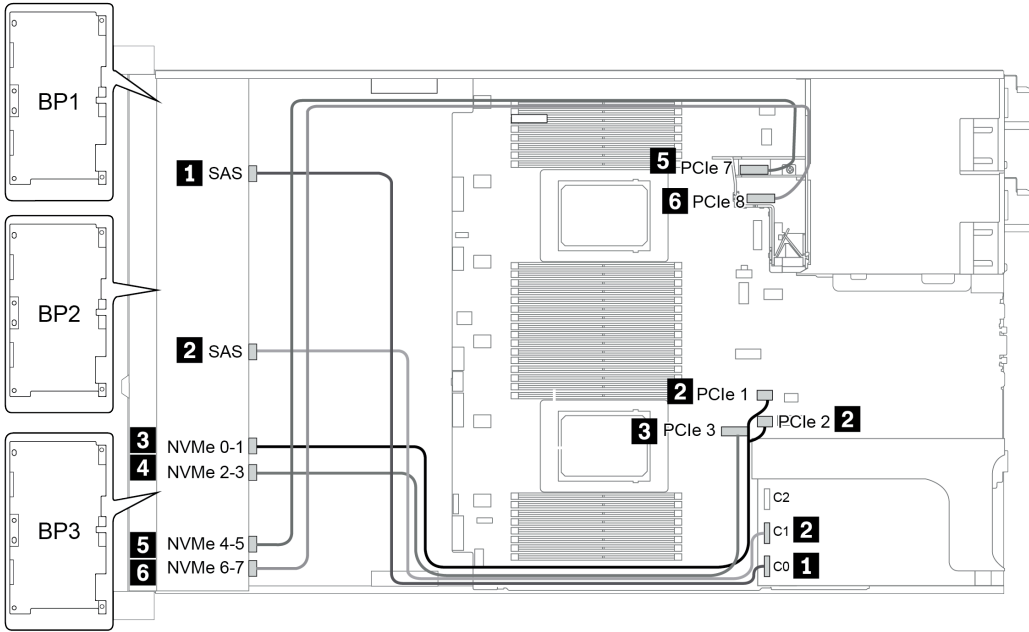 BP1
1 SAS
5 PCIe 7
6 PCIe 8
BP2
2 SAS
2 PCIe 1
PCIe 2 2
3 PCIe 3
3 NVMe 0-1
4 NVMe 2-3
BP3
C2
C1 2
C0 1
5 NVMe 4-5
6 NVMe 6-7